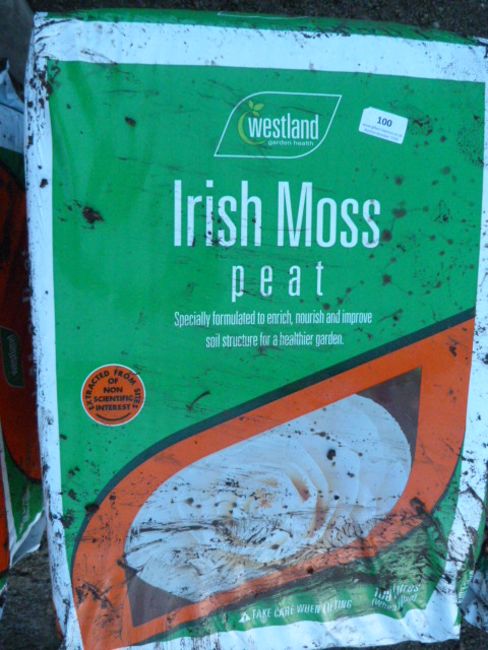 westland
garden health
100
Irish Moss
peat
Specially formulated to enrich, nourish and improve
soil structure for a healthier garden.
EXTRACTED FROM SITES
OF
NON
SCIENTIFIC
INTEREST
TAKE CARE WHEN LIFTING
litres